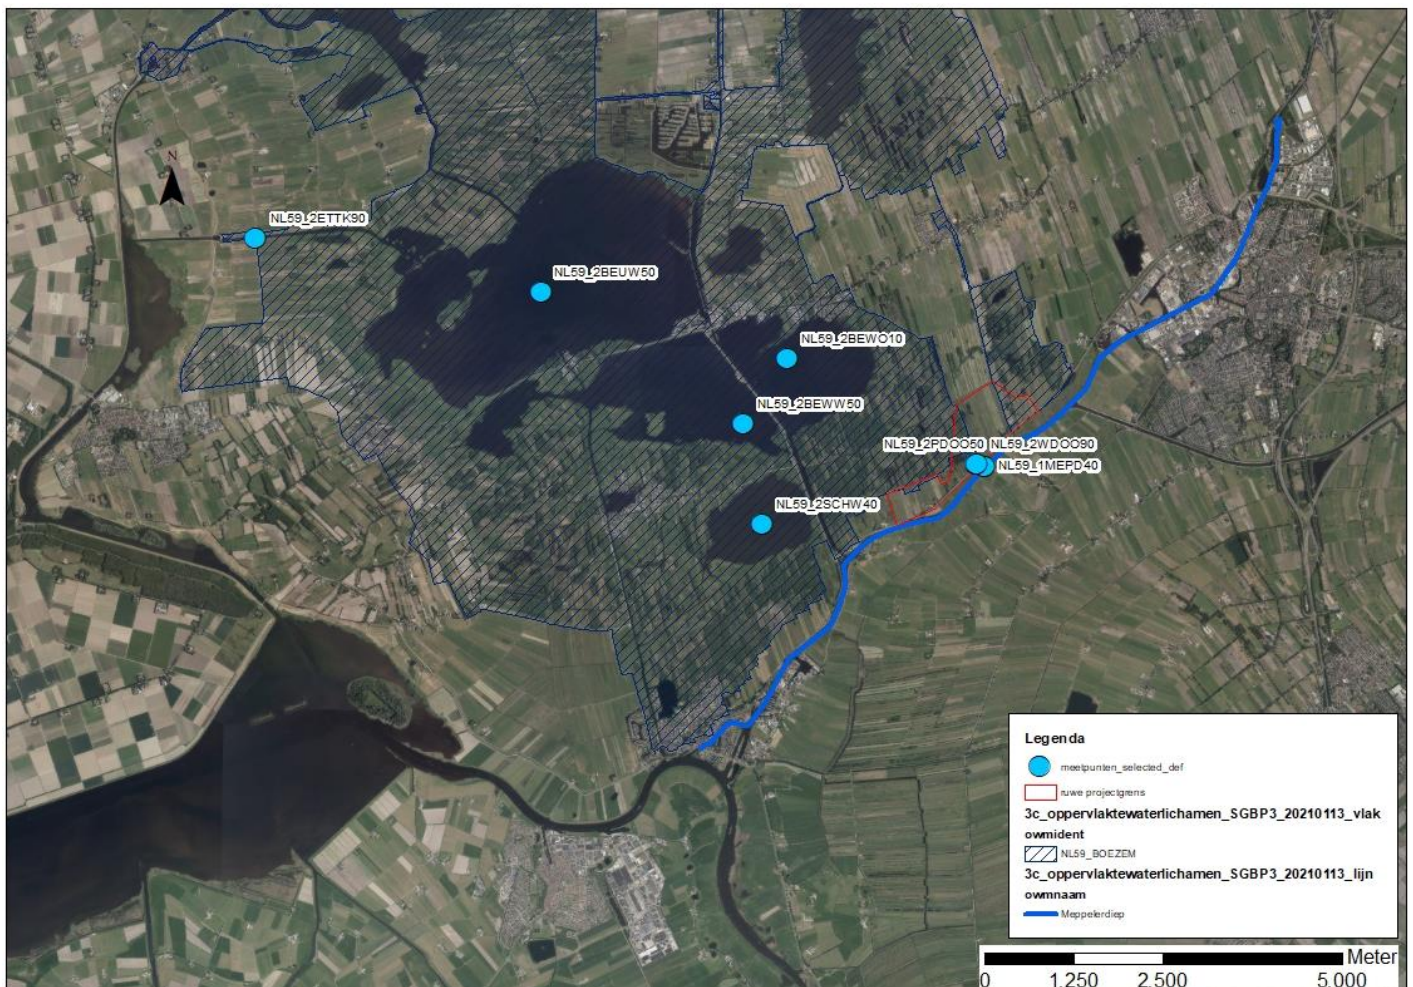 N
NL59_2ETTK90
NL59_2BEUW50
NL59_2BEWO10
NL59_2BEWW50
NL59_2PDOO50 NL59_2WDOO90
NL59_1MEPD40
NL59_2SCHW40
Legenda
meetpunten_selected_def
ruwe projectgrens
3c_oppervlaktewaterlichamen_SGBP3_20210113_vlak
owmident
NL59_BOEZEM
3c_oppervlaktewaterlichamen_SGBP3_20210113_lijn
owmnaam
Meppelerdiep
Meter
0 1.250 2.500 5.000